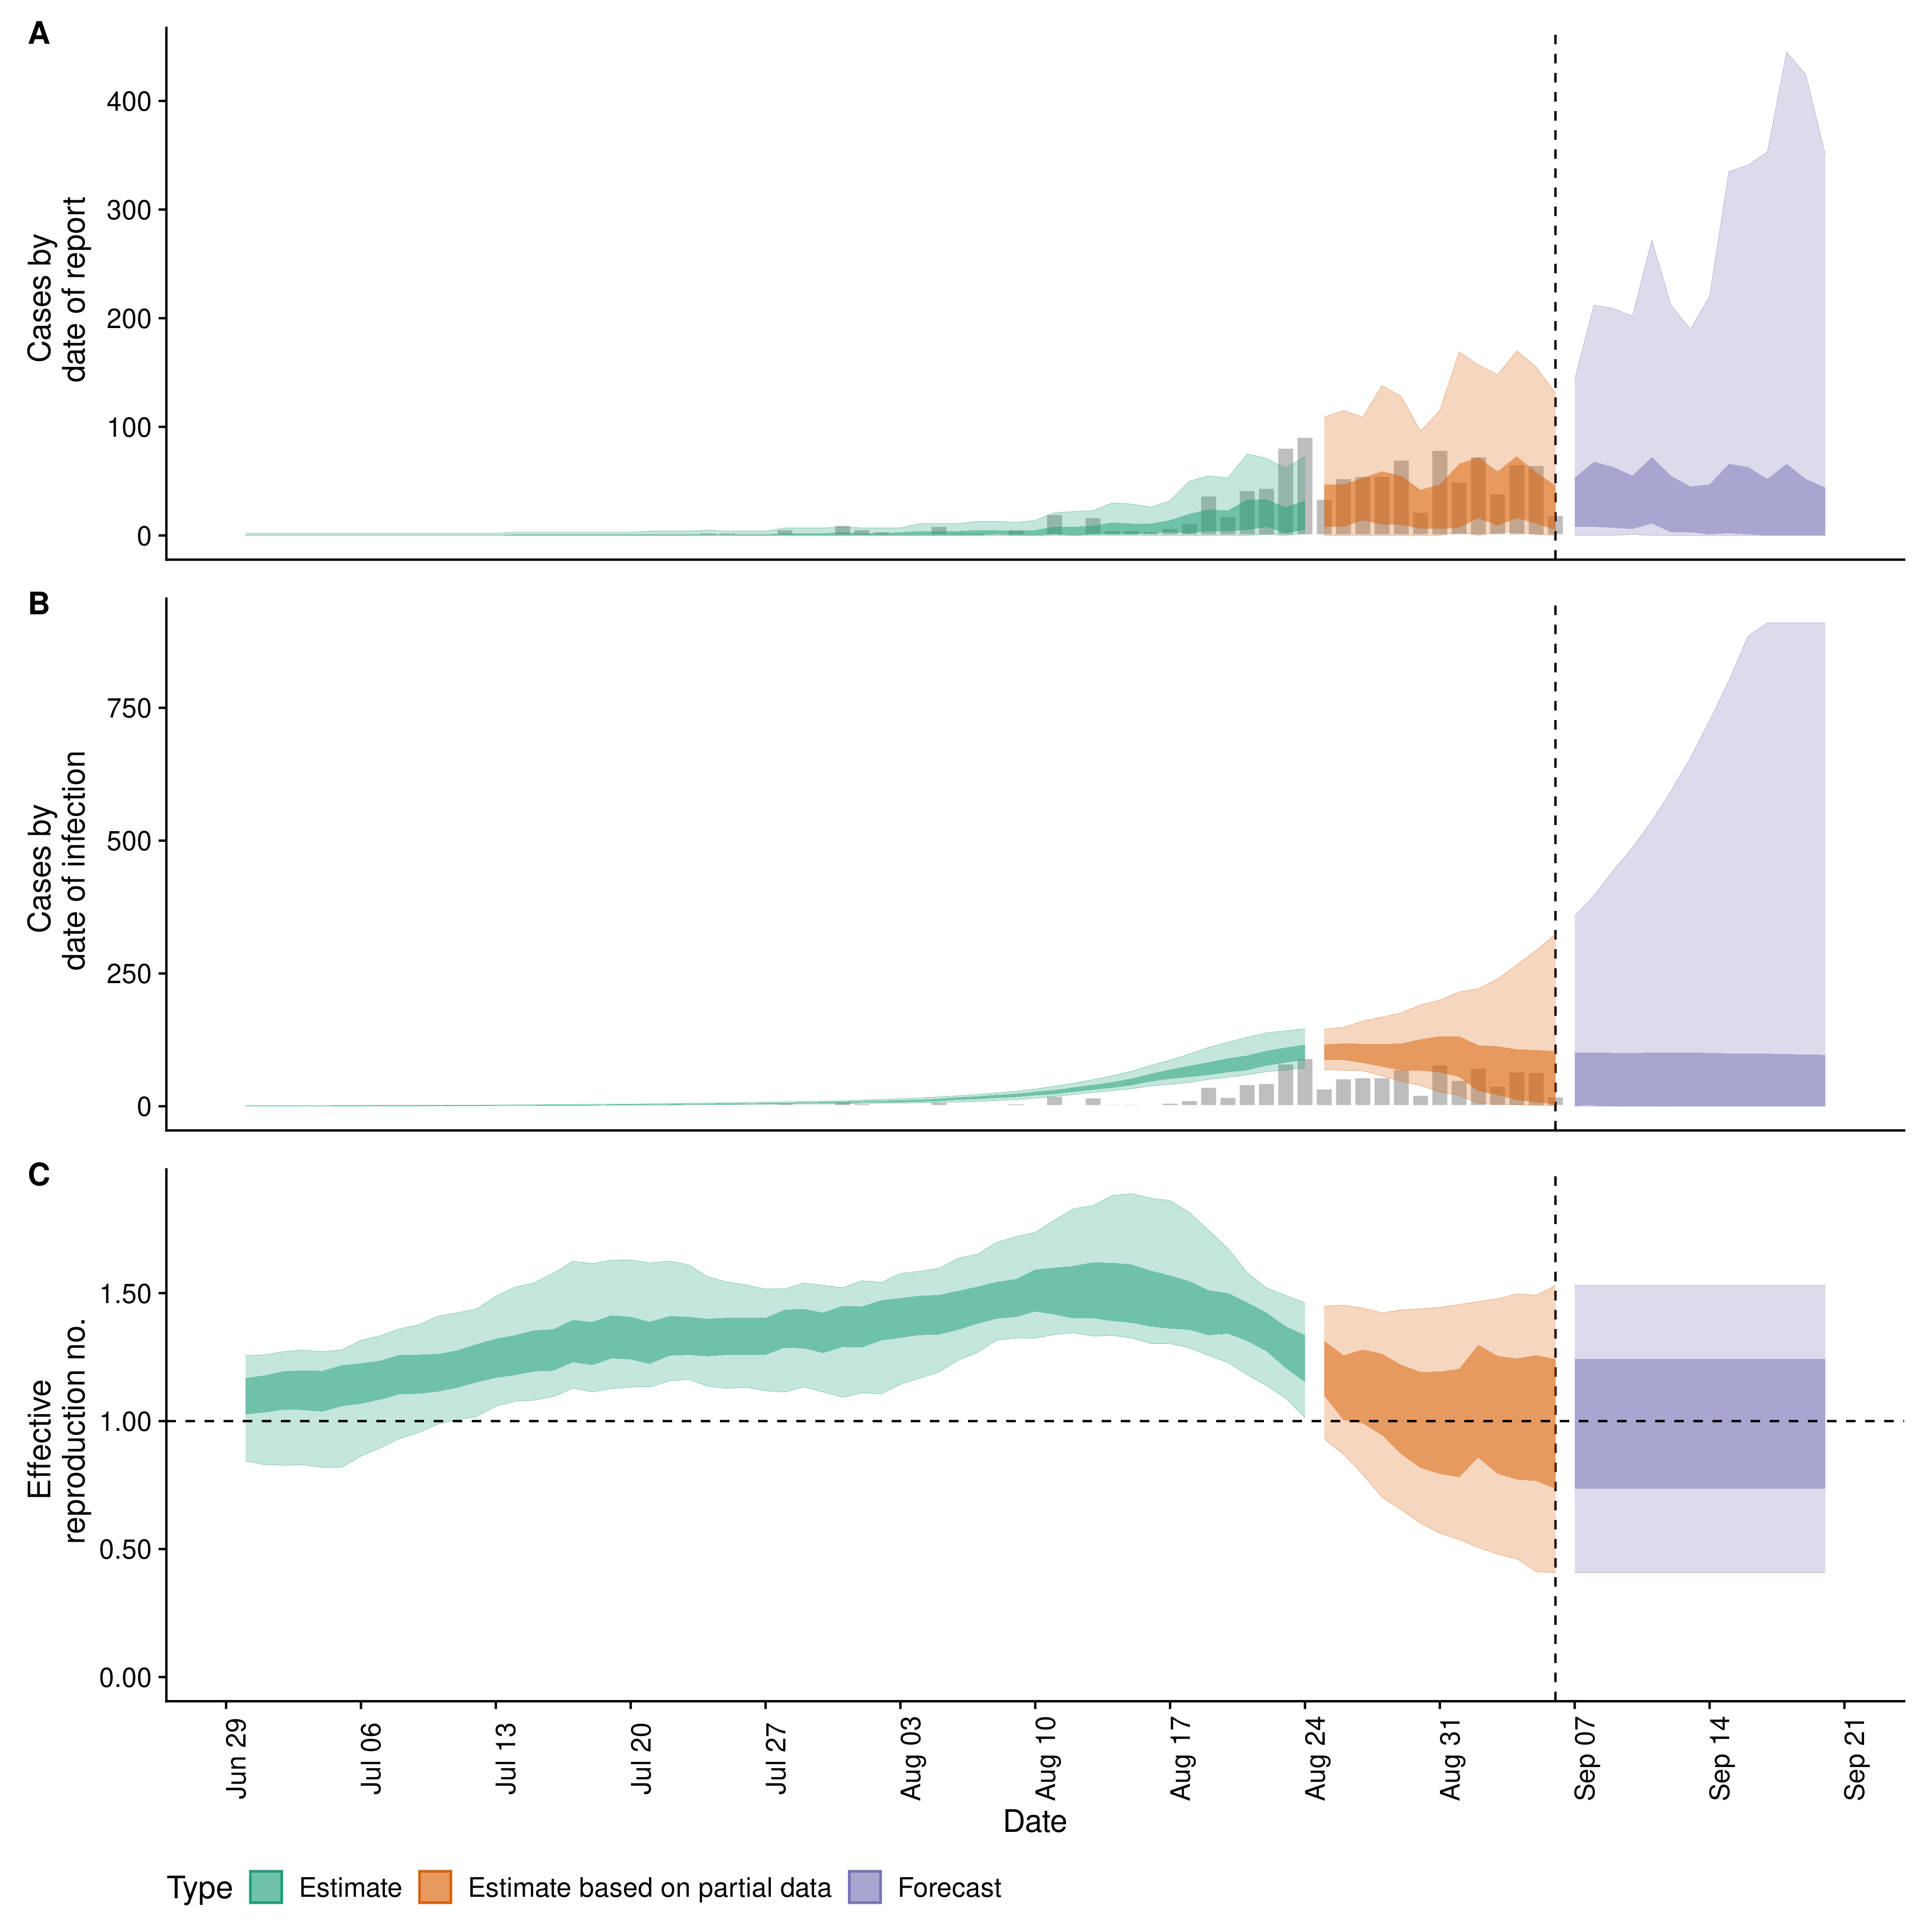 A
Cases by
date of report
400
300
200
100
0
B
Cases by
date of infection
750
500
250
0
C
Effective
reproduction no.
1.50
1.00
0.50
0.00
Jun 29
Jul 06
Jul 13
Jul 20
Jul 27
Aug 03
Aug 10
Aug 17
Aug 24
Aug 31
Sep 07
Sep 14
Sep 21
Date
Type Estimate Estimate based on partial data Forecast